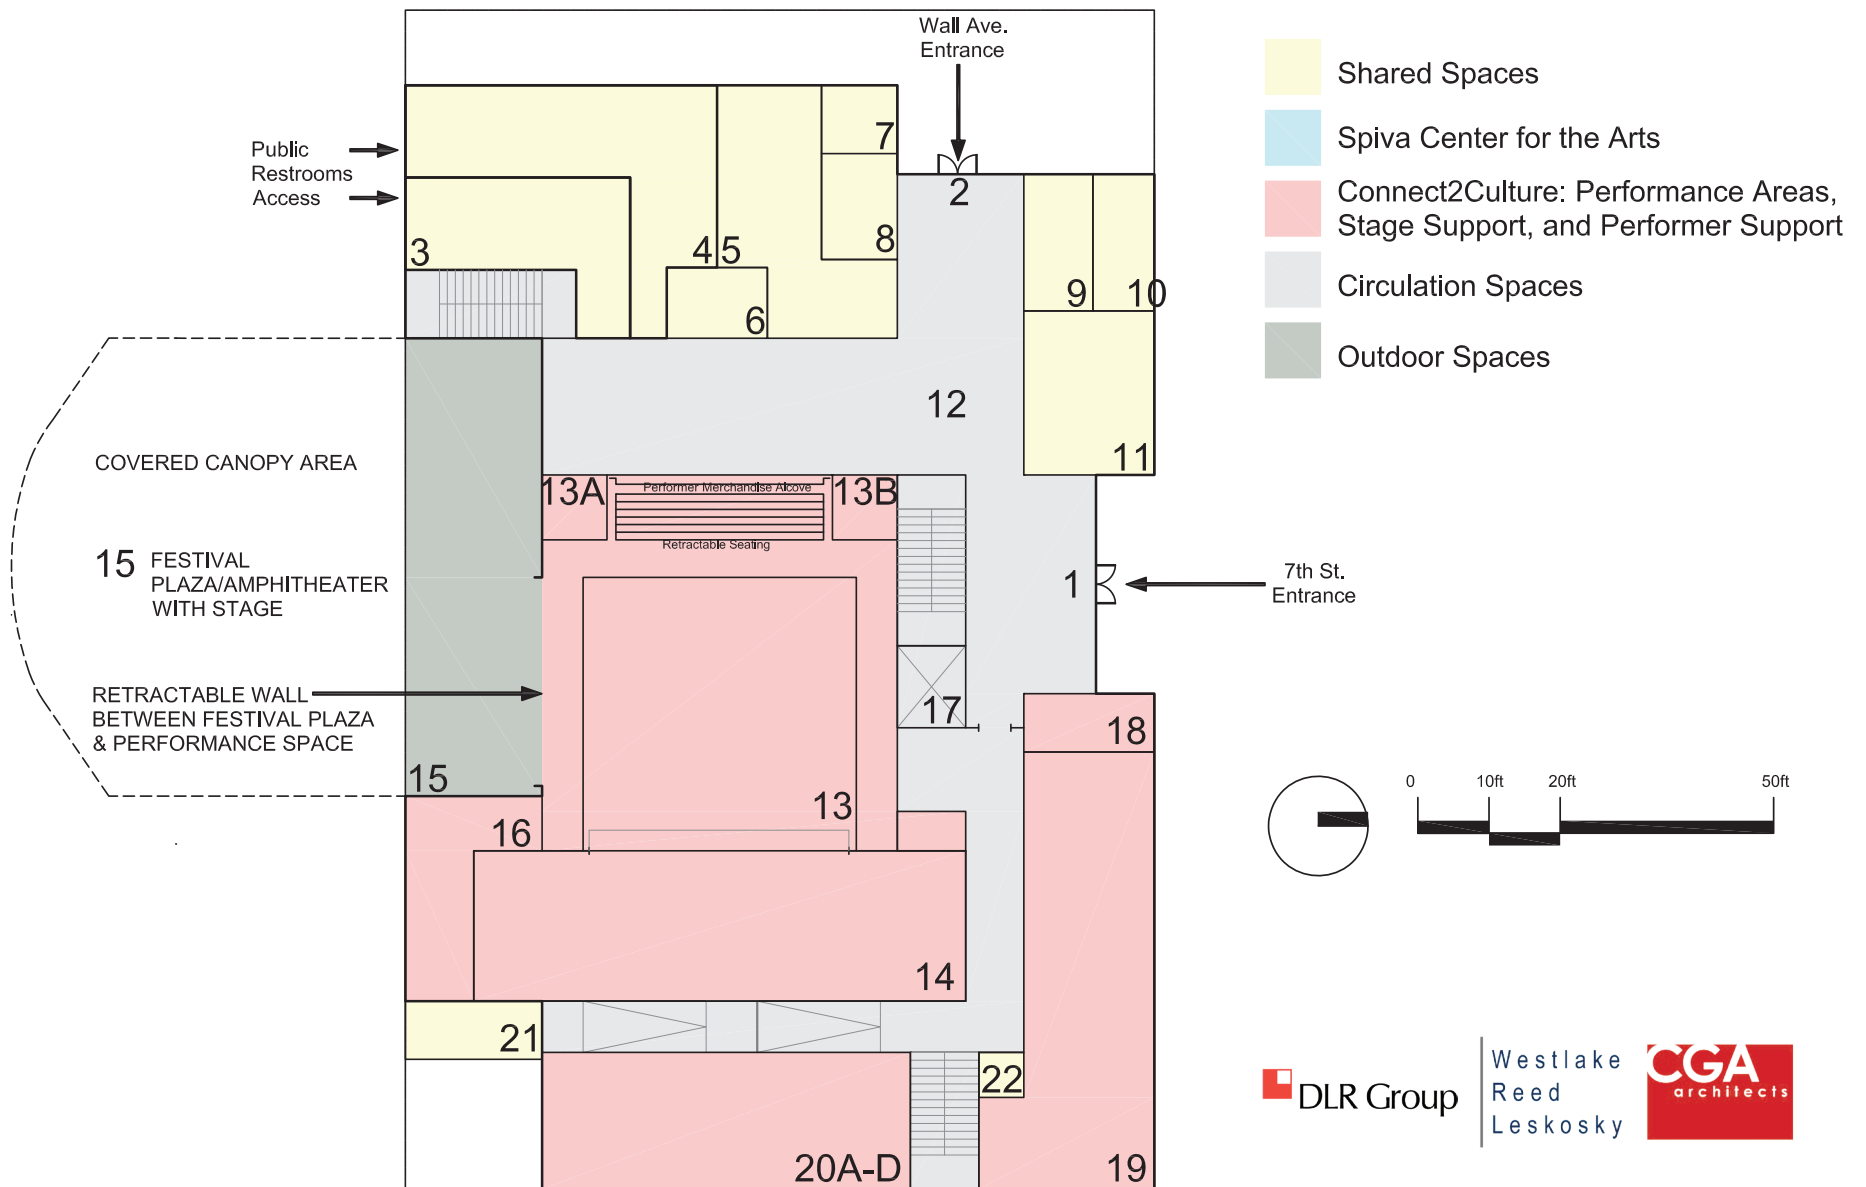 Wall Ave.
Entrance
Public
Restrooms
Access
3
4
5
6
7
8
2
9
10
11
12
Shared Spaces
Spiva Center for the Arts
Connect2Culture: Performance Areas,
Stage Support, and Performer Support
Circulation Spaces
Outdoor Spaces
COVERED CANOPY AREA
15 FESTIVAL
PLAZA/AMPHITHEATER
WITH STAGE
RETRACTABLE WALL
BETWEEN FESTIVAL PLAZA
& PERFORMANCE SPACE
13A
Performer Merchandise Alcove
13B
Retractable Seating
1
7th St.
Entrance
17
18
15
13
16
14
21
22
20A-D
19
0 10ft 20ft 50ft
DLR Group
Westlake
Reed
Leskosky
CGA
architects